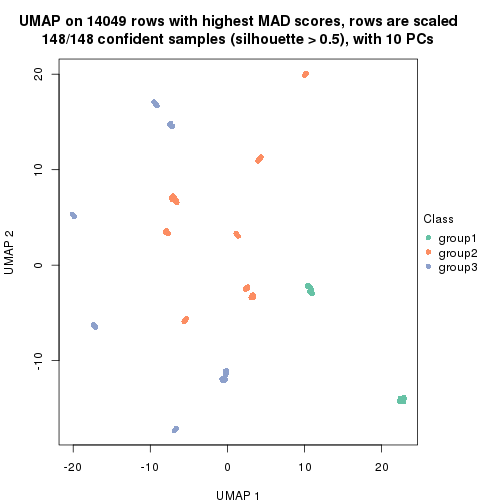 UMAP on 14049 rows with highest MAD scores, rows are scaled
148/148 confident samples (silhouette > 0.5), with 10 PCs
20
10
0
-10
UMAP 2
-20
-10
0
10
20
UMAP 1
Class
group1
group2
group3